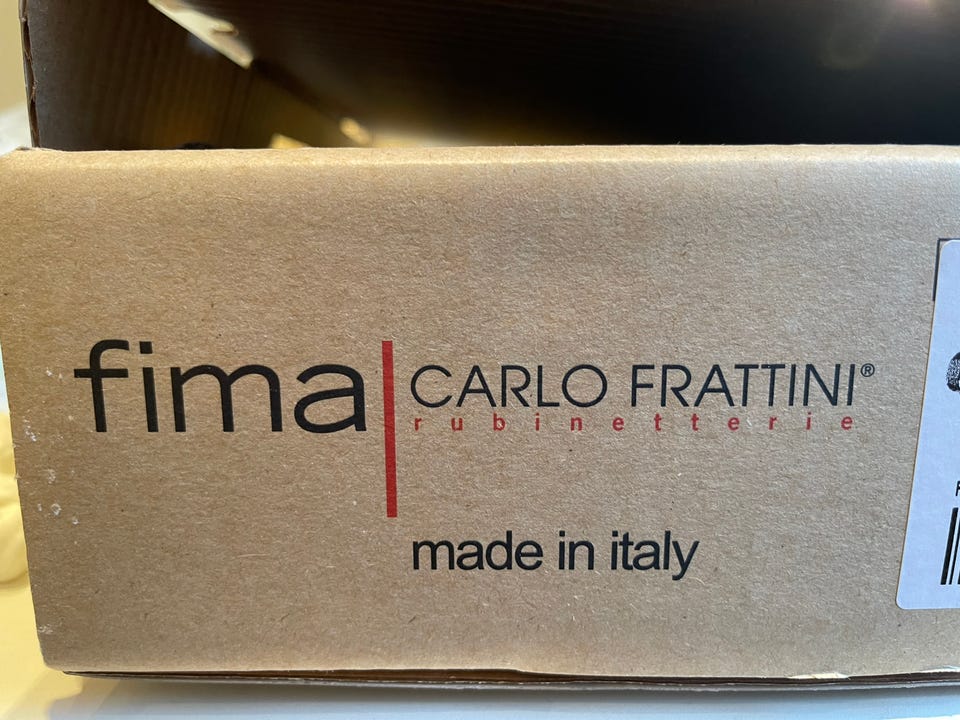 fima
CARLO FRATTINI®
rubinetterie
made in italy